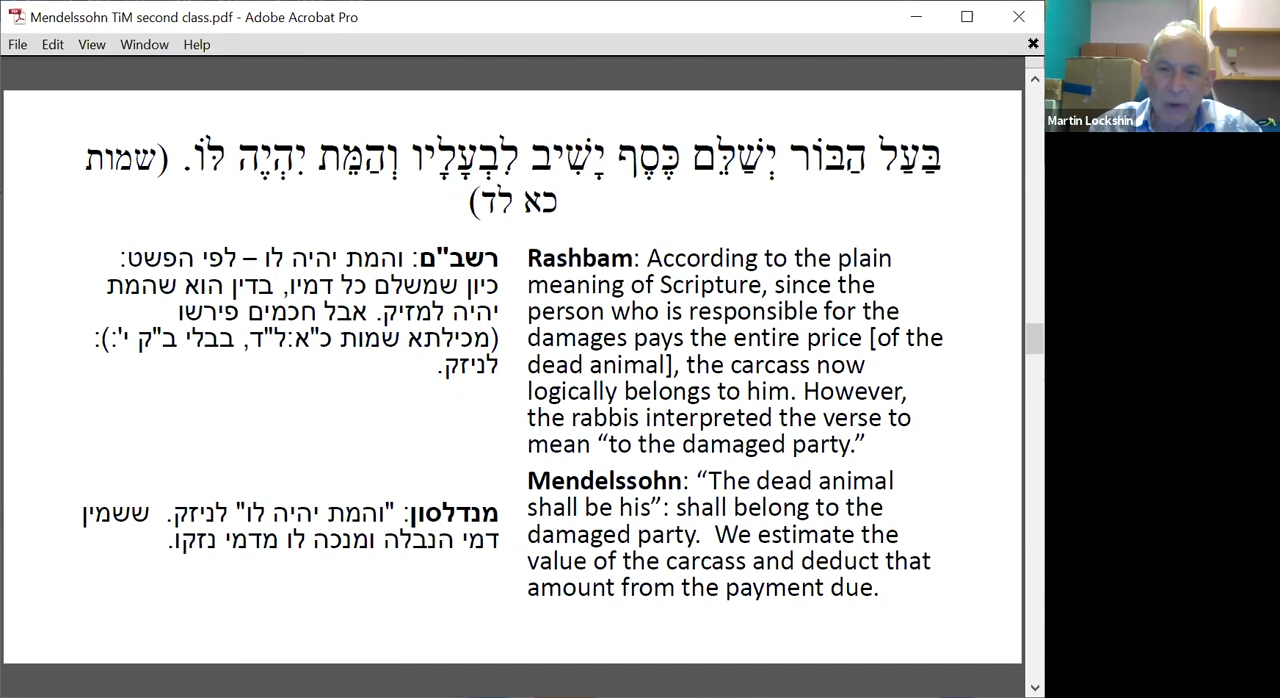 Mendelssohn TiM second class.pdf - Adobe Acrobat Pro
File Edit View Window Help
Martin Lockshin
בַּעַל הַבּוֹר יְשַׁלֵּם כֶּסֶף יָשִׁיב לִבְעָלָיו וְהַמֵּת יִהְיֶה לּוֹ. (שמות
כא לד)
רשב"ם: והמת יהיה לו – לפי הפשט:
כיון שמשלם כל דמיו, בדין הוא שהמת
יהיה למזיק. אבל חכמים פירשו
(מכילתא שמות כ"א:ל"ד, בבלי ב"ק י':):
לניזק.
Rashbam: According to the plain
meaning of Scripture, since the
person who is responsible for the
damages pays the entire price [of the
dead animal], the carcass now
logically belongs to him. However,
the rabbis interpreted the verse to
mean “to the damaged party.”
מנדלסון: "והמת יהיה לו" לניזק. ששמין
דמי הנבלה ומנכה לו מדמי נזקו.
Mendelssohn: “The dead animal
shall be his”: shall belong to the
damaged party. We estimate the
value of the carcass and deduct that
amount from the payment due.